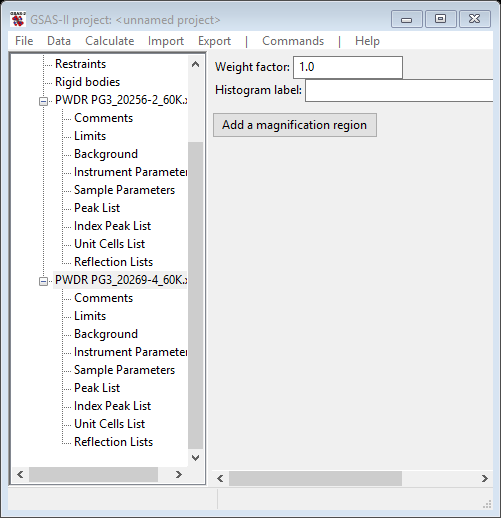 GSAS-II project: <unnamed project>
File Data Calculate Import Export | Commands | Help
Restraints
Rigid bodies
PWDR PG3_20256-2_60K.x
Comments
Limits
Background
Instrument Parameter
Sample Parameters
Peak List
Index Peak List
Unit Cells List
Reflection Lists
PWDR PG3_20269-4_60K.x
Comments
Limits
Background
Instrument Parameter
Sample Parameters
Peak List
Index Peak List
Unit Cells List
Reflection Lists
Weight factor: 1.0
Histogram label:
Add a magnification region